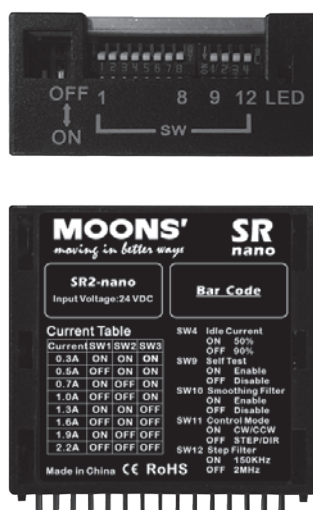 OFF 1 8 9 12 LED
ON SW
MOONS'
moving in better ways
SR
nano
SR2-nano
Input Voltage:24 VDC
Bar Code
Current Table
Current SW1 SW2 SW3
0.3A ON ON ON
0.5A OFF ON ON
0.7A ON OFF ON
1.0A OFF OFF ON
1.3A ON ON OFF
1.6A OFF ON OFF
1.9A ON OFF OFF
2.2A OFF OFF OFF
SW4 Idle Current
ON 50%
OFF 90%
SW9 Self Test
ON Enable
OFF Disable
SW10 Smoothing Filter
ON Enable
OFF Disable
SW11 Control Mode
ON CW/CCW
OFF STEP/DIR
SW12 Step Filter
ON 150KHz
OFF 2MHz
Made in China CE RoHS